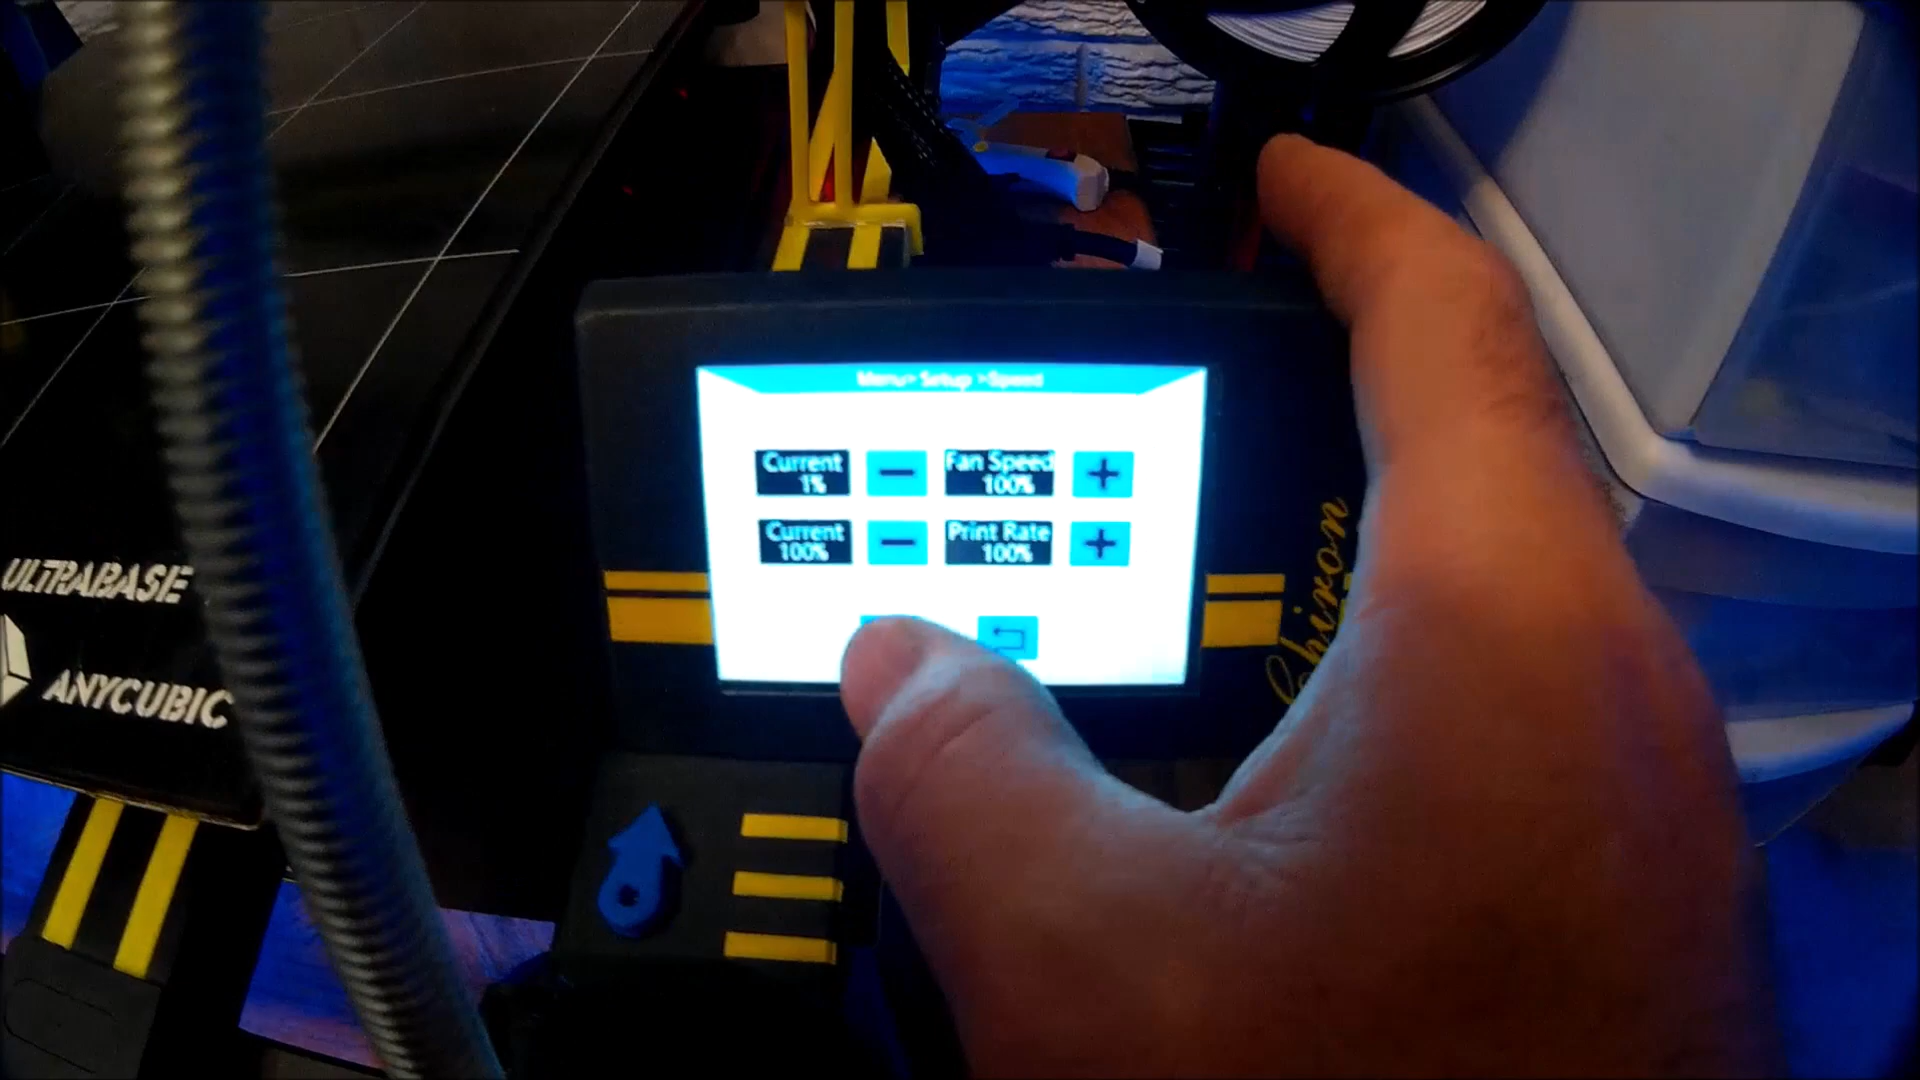 Menu> Setup >Speed
Current
1%
Fan Speed
100%
Current
100%
Print Rate
100%
Chiron
ULTRABASE
ANYCUBIC